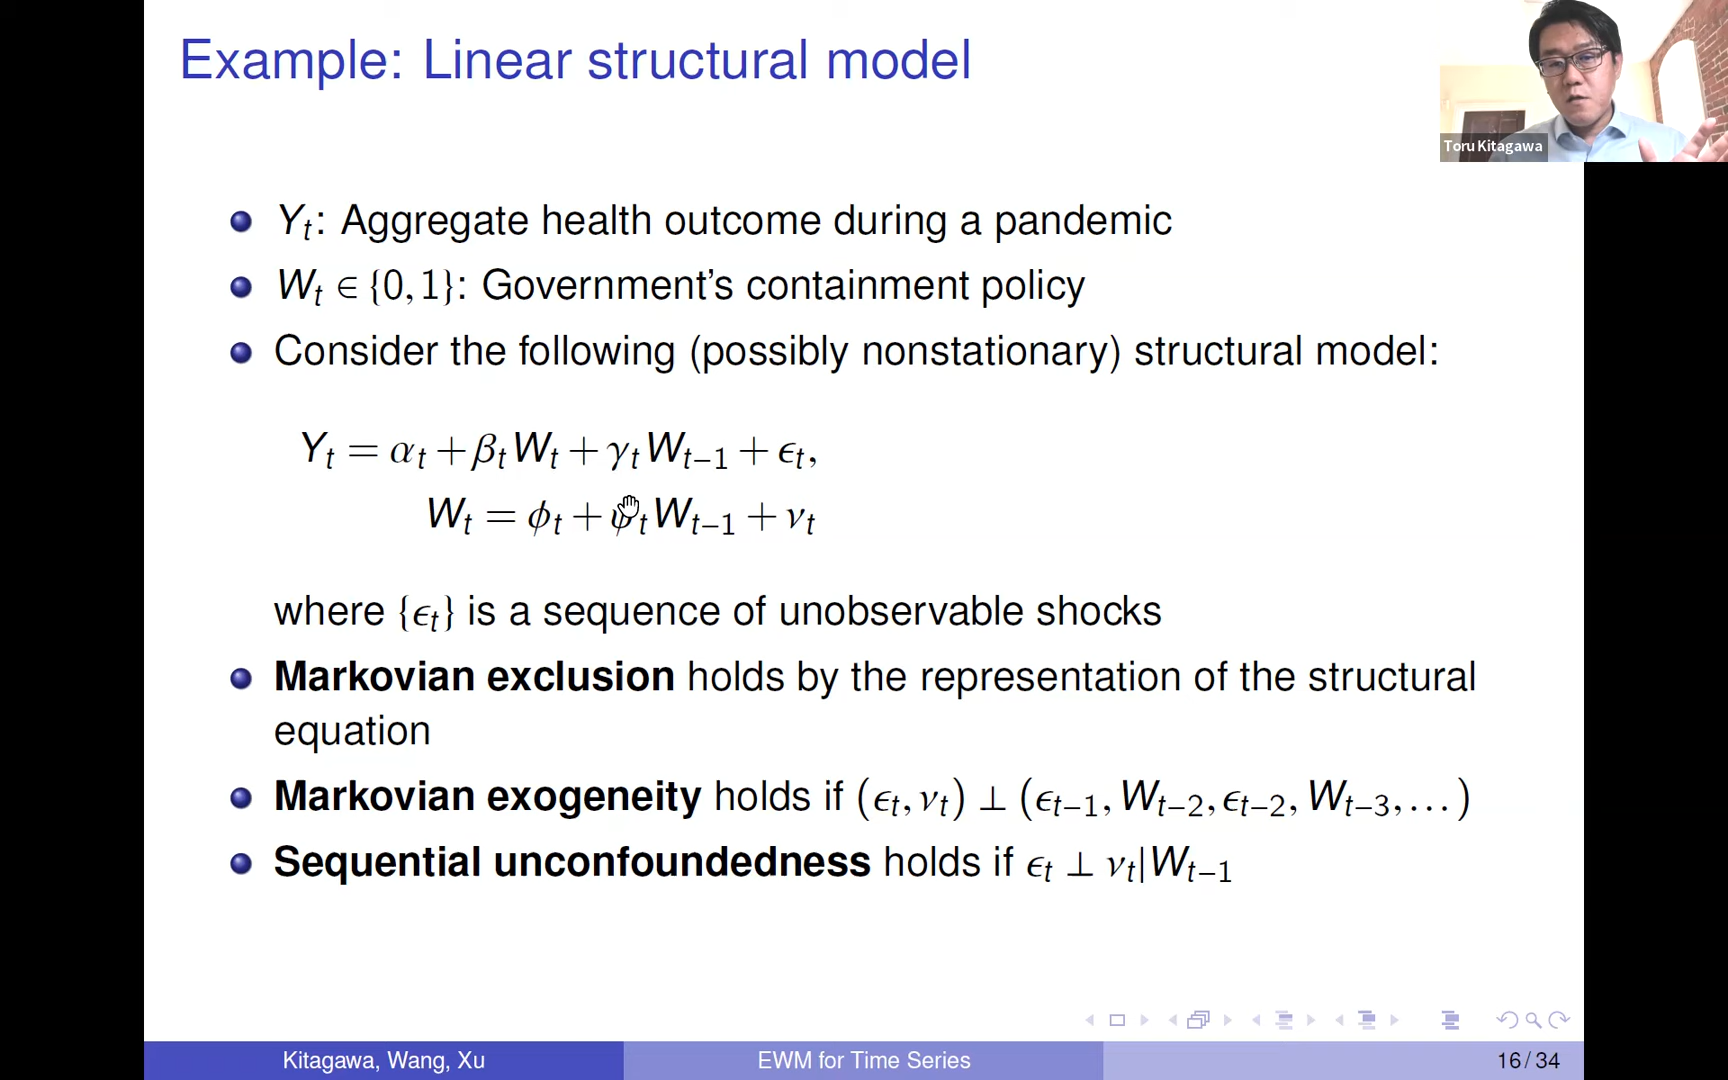 Example: Linear structural model
Toru Kitagawa
Y_t: Aggregate health outcome during a pandemic
W_t ∈ {0, 1}: Government's containment policy
Consider the following (possibly nonstationary) structural model:
Y_t = α_t + β_t W_t + γ_t W_{t−1} + ϵ_t,
W_t = ϕ_t + ψ_t W_{t−1} + ν_t
where {ϵ_t} is a sequence of unobservable shocks
Markovian exclusion holds by the representation of the structural
equation
Markovian exogeneity holds if (ϵ_t, ν_t) ⊥ (ϵ_{t−1}, W_{t−2}, ϵ_{t−2}, W_{t−3}, . . . )
Sequential unconfoundedness holds if ϵ_t ⊥ ν_t|W_{t−1}
Kitagawa, Wang, Xu
EWM for Time Series
16 / 34